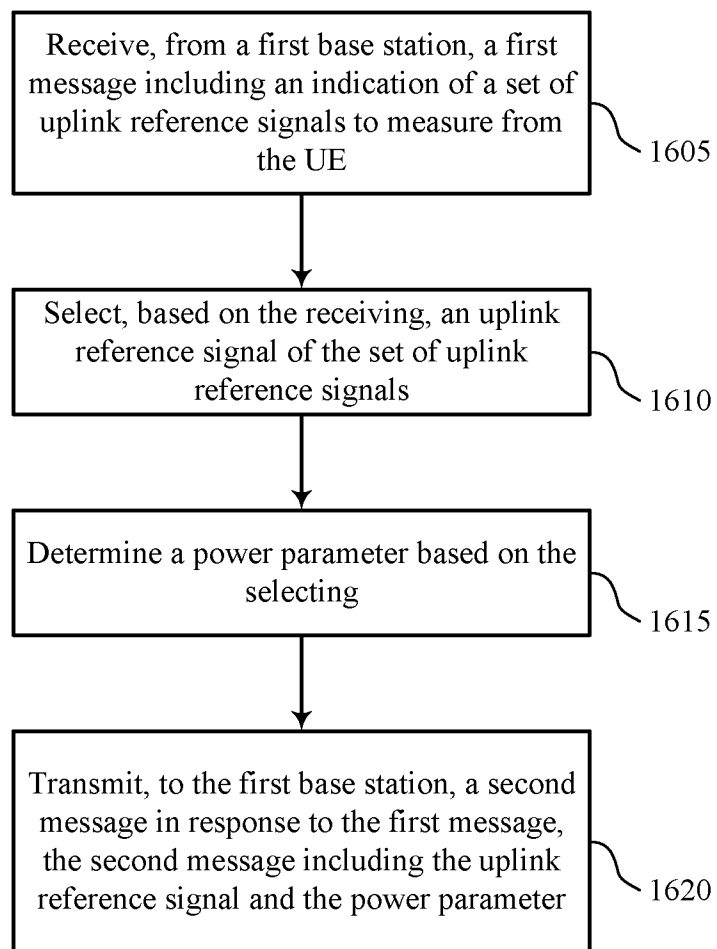 Receive, from a first base station, a first
message including an indication of a set of
uplink reference signals to measure from
the UE
1605
Select, based on the receiving, an uplink
reference signal of the set of uplink
reference signals
1610
Determine a power parameter based on the
selecting
1615
Transmit, to the first base station, a second
message in response to the first message,
the second message including the uplink
reference signal and the power parameter
1620